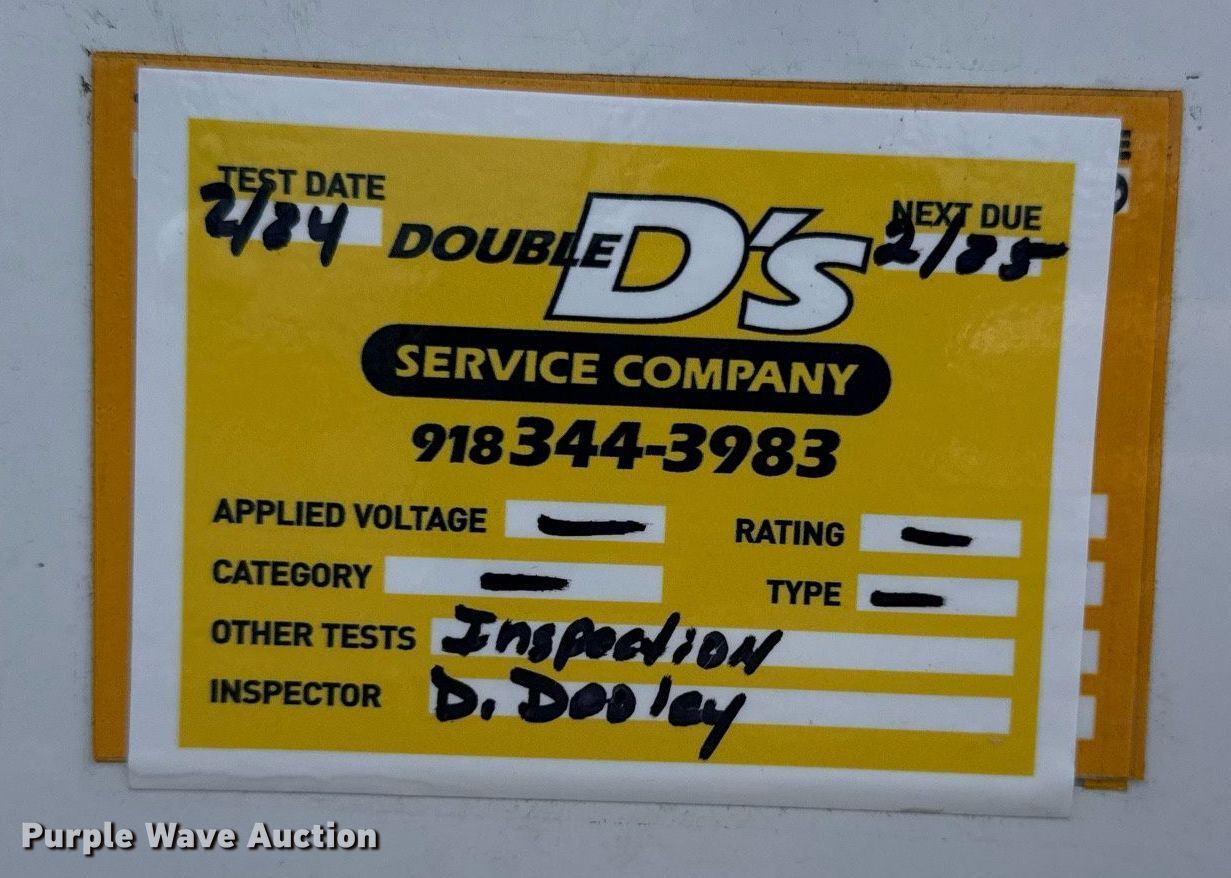 TEST DATE
2/24
DOUBLE D's
NEXT DUE
2/25
SERVICE COMPANY
918 344-3983
APPLIED VOLTAGE —
RATING —
CATEGORY —
TYPE —
OTHER TESTS Inspection
INSPECTOR D. Dooley
Purple Wave Auction